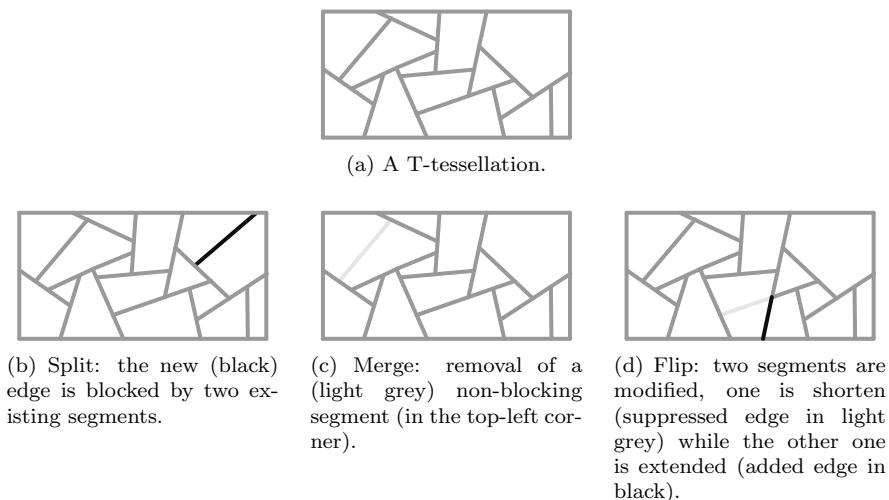 (a) A T-tessellation.
(b) Split: the new (black)
edge is blocked by two ex-
isting segments.
(c) Merge: removal of a
(light grey) non-blocking
segment (in the top-left cor-
ner).
(d) Flip: two segments are
modified, one is shorten
(suppressed edge in light
grey) while the other one
is extended (added edge in
black).